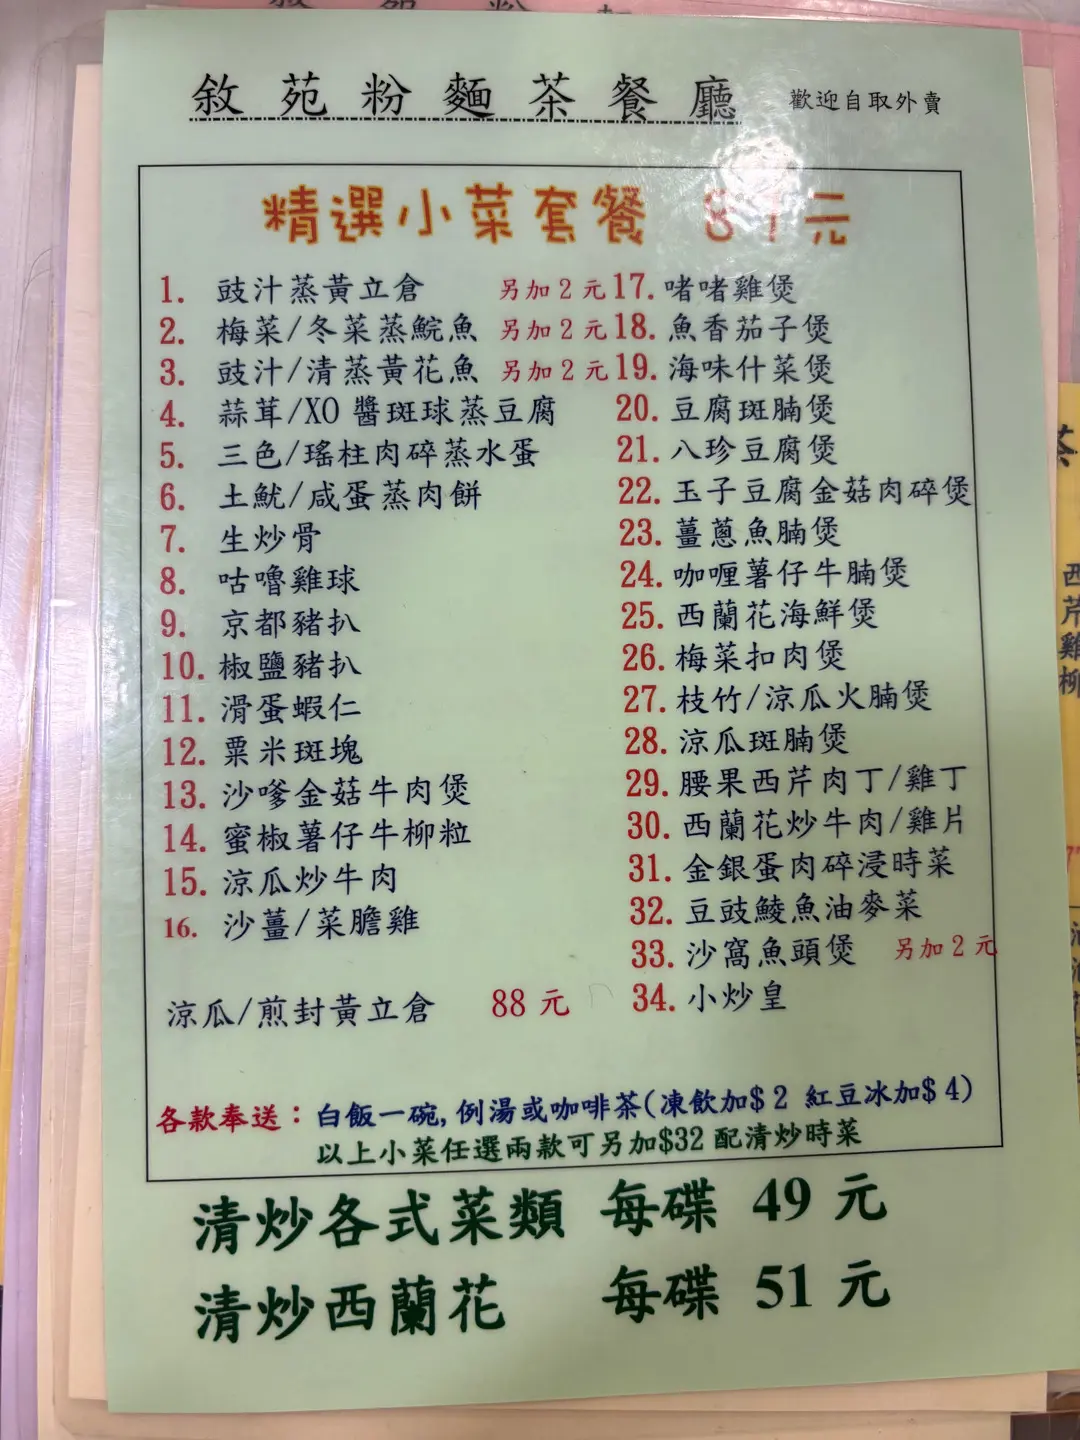 敘苑粉麵茶餐廳 歡迎自取外賣
精選小菜套餐 81元
1. 豉汁蒸黃立倉 另加2元
2. 梅菜/冬菜蒸鯇魚 另加2元
3. 豉汁/清蒸黃花魚 另加2元
4. 蒜茸/XO醬斑球蒸豆腐
5. 三色/瑤柱肉碎蒸水蛋
6. 土魷/咸蛋蒸肉餅
7. 生炒骨
8. 咕嚕雞球
9. 京都豬扒
10. 椒鹽豬扒
11. 滑蛋蝦仁
12. 粟米斑塊
13. 沙嗲金菇牛肉煲
14. 蜜椒薯仔牛柳粒
15. 涼瓜炒牛肉
16. 沙薑/菜膽雞
涼瓜/煎封黃立倉 88元
17. 啫啫雞煲
18. 魚香茄子煲
19. 海味什菜煲
20. 豆腐斑腩煲
21. 八珍豆腐煲
22. 玉子豆腐金菇肉碎煲
23. 薑蔥魚腩煲
24. 咖喱薯仔牛腩煲
25. 西蘭花海鮮煲
26. 梅菜扣肉煲
27. 枝竹/涼瓜火腩煲
28. 涼瓜斑腩煲
29. 腰果西芹肉丁/雞丁
30. 西蘭花炒牛肉/雞片
31. 金銀蛋肉碎浸時菜
32. 豆豉鯪魚油麥菜
33. 沙窩魚頭煲 另加2元
34. 小炒皇
各款奉送：白飯一碗,例湯或咖啡茶(凍飲加$2 紅豆冰加$4)
以上小菜任選兩款可另加$32配清炒時菜
清炒各式菜類 每碟 49元
清炒西蘭花 每碟 51元
西
芹
雞
柳